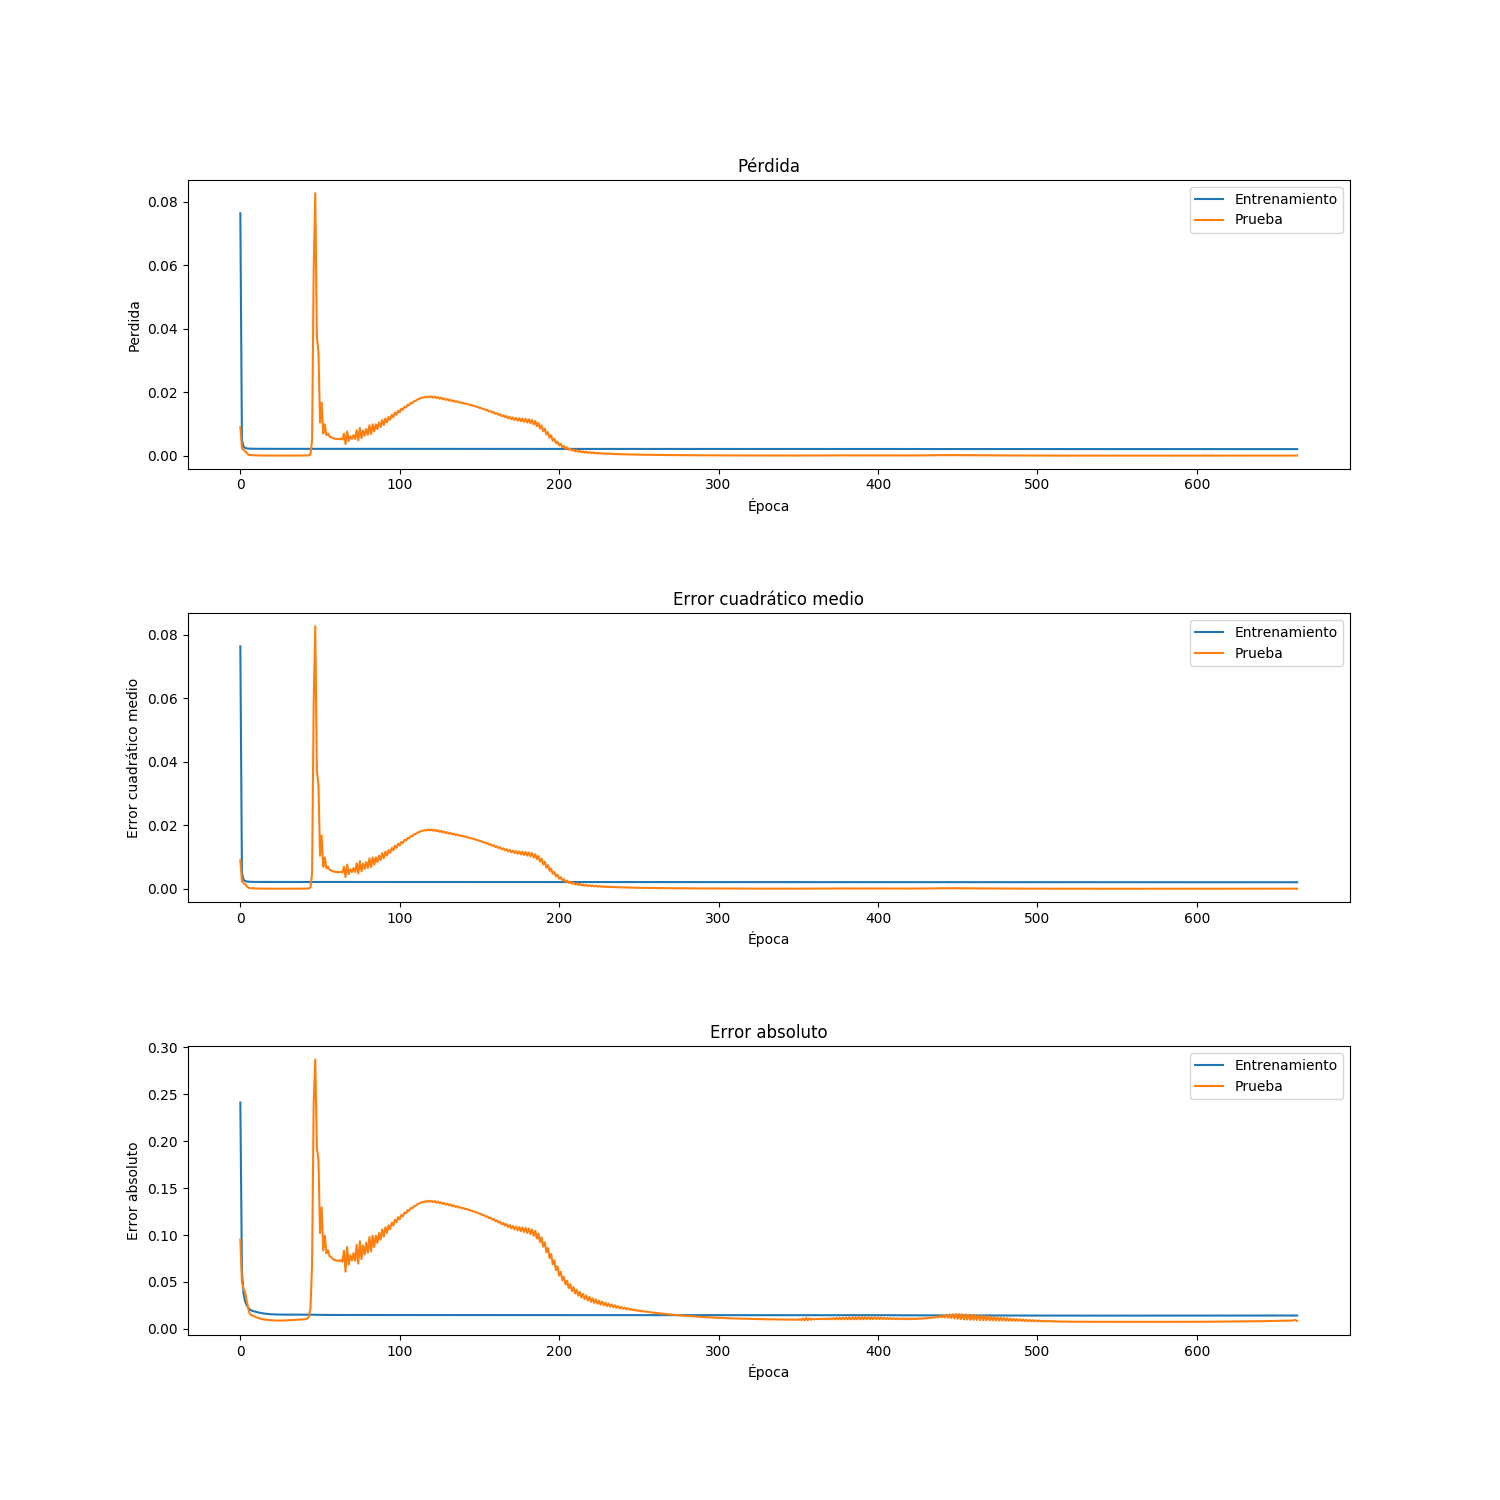 Pérdida
Perdida
0.08
0.06
0.04
0.02
0.00
Entrenamiento
Prueba
0 100 200 300 400 500 600
Época
Error cuadrático medio
Error cuadrático medio
0.08
0.06
0.04
0.02
0.00
Entrenamiento
Prueba
0 100 200 300 400 500 600
Época
Error absoluto
Error absoluto
0.30
0.25
0.20
0.15
0.10
0.05
0.00
Entrenamiento
Prueba
0 100 200 300 400 500 600
Época